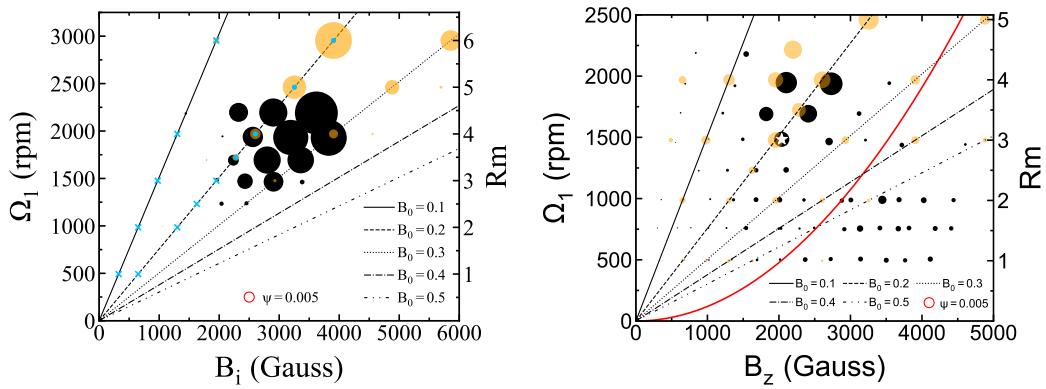 3000
2500
2000
1500
1000
500
0
Ω₁ (rpm)
6
5
4
3
2
1
Rm
B₀ = 0.1
B₀ = 0.2
B₀ = 0.3
B₀ = 0.4
B₀ = 0.5
ψ = 0.005
0 1000 2000 3000 4000 5000 6000
Bᵢ (Gauss)
2500
2000
1500
1000
500
0
Ω₁ (rpm)
5
4
3
2
1
Rm
B₀ = 0.1 B₀ = 0.2 B₀ = 0.3
B₀ = 0.4 B₀ = 0.5 ψ = 0.005
0 1000 2000 3000 4000 5000
B_z (Gauss)